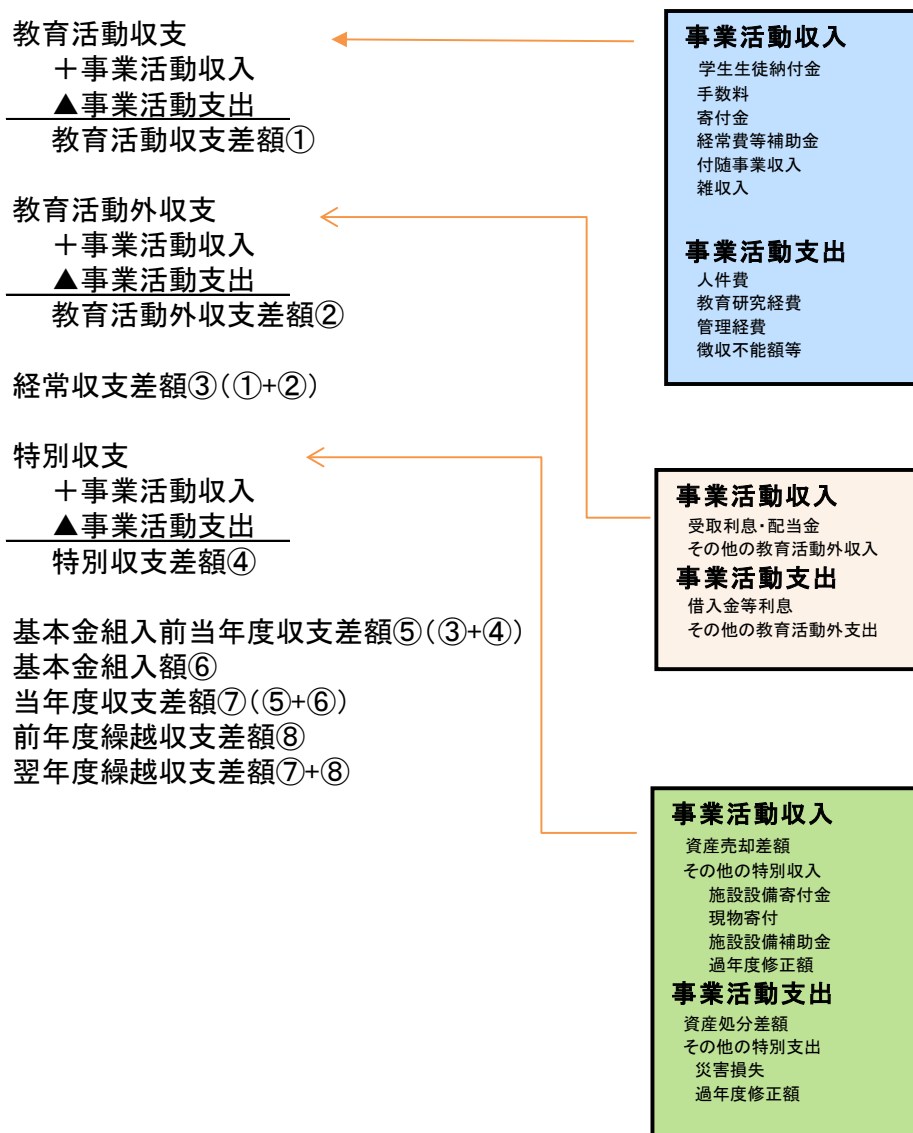 教育活動収支
＋事業活動収入
▲事業活動支出
教育活動収支差額①
教育活動外収支
＋事業活動収入
▲事業活動支出
教育活動外収支差額②
経常収支差額③(①+②)
特別収支
＋事業活動収入
▲事業活動支出
特別収支差額④
基本金組入前当年度収支差額⑤(③+④)
基本金組入額⑥
当年度収支差額⑦(⑤+⑥)
前年度繰越収支差額⑧
翌年度繰越収支差額⑦+⑧
事業活動収入
学生生徒納付金
手数料
寄付金
経常費等補助金
付随事業収入
雑収入
事業活動支出
人件費
教育研究経費
管理経費
徴収不能額等
事業活動収入
受取利息・配当金
その他の教育活動外収入
事業活動支出
借入金等利息
その他の教育活動外支出
事業活動収入
資産売却差額
その他の特別収入
施設設備寄付金
現物寄付
施設設備補助金
過年度修正額
事業活動支出
資産処分差額
その他の特別支出
災害損失
過年度修正額